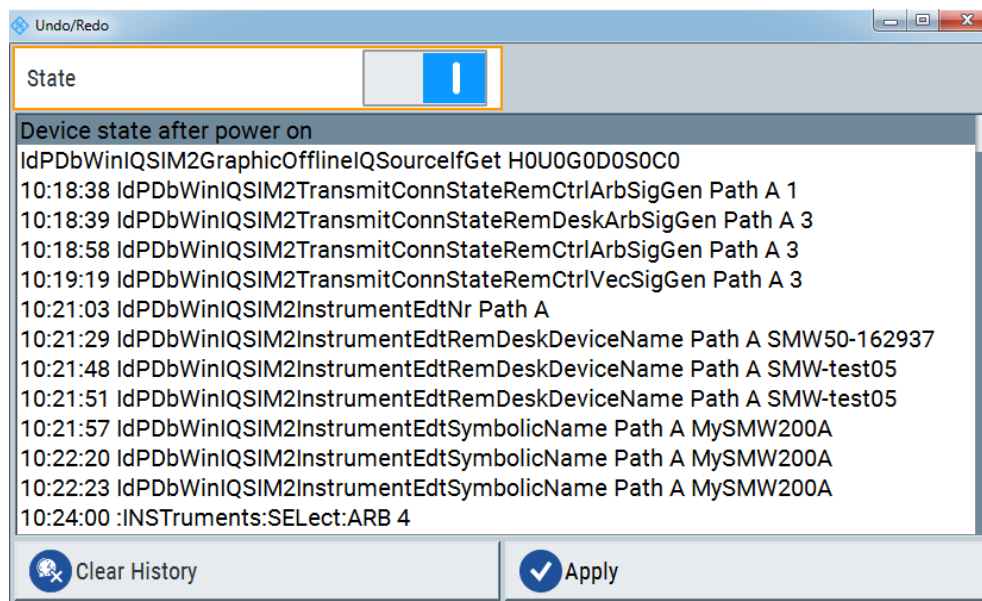 Undo/Redo
State
Device state after power on
IdPDbWinIQSIM2GraphicOfflineIQSourceIfGet H0U0G0D0S0C0
10:18:38 IdPDbWinIQSIM2TransmitConnStateRemCtrlArbSigGen Path A 1
10:18:39 IdPDbWinIQSIM2TransmitConnStateRemDeskArbSigGen Path A 3
10:18:58 IdPDbWinIQSIM2TransmitConnStateRemCtrlArbSigGen Path A 3
10:19:19 IdPDbWinIQSIM2TransmitConnStateRemCtrlVecSigGen Path A 3
10:21:03 IdPDbWinIQSIM2InstrumentEdtNr Path A
10:21:29 IdPDbWinIQSIM2InstrumentEdtRemDeskDeviceName Path A SMW50-162937
10:21:48 IdPDbWinIQSIM2InstrumentEdtRemDeskDeviceName Path A SMW-test05
10:21:51 IdPDbWinIQSIM2InstrumentEdtRemDeskDeviceName Path A SMW-test05
10:21:57 IdPDbWinIQSIM2InstrumentEdtSymbolicName Path A MySMW200A
10:22:20 IdPDbWinIQSIM2InstrumentEdtSymbolicName Path A MySMW200A
10:22:23 IdPDbWinIQSIM2InstrumentEdtSymbolicName Path A MySMW200A
10:24:00 :INSTruments:SELect:ARB 4
Clear History
Apply